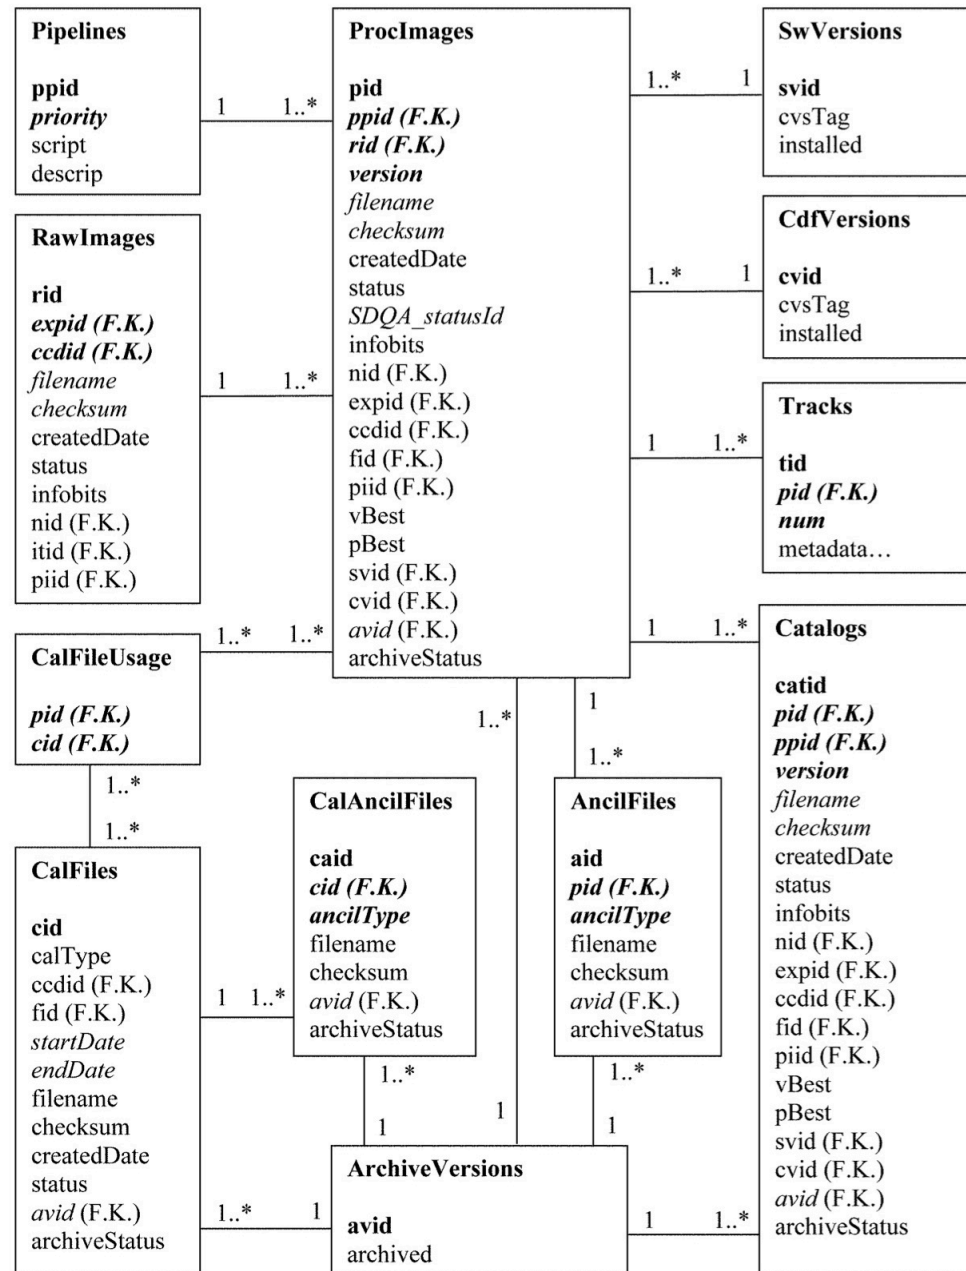 Pipelines
ppid
priority
script
descrip
1
1..*
ProcImages
pid
ppid (F.K.)
rid (F.K.)
version
filename
checksum
createdDate
status
SDQA_statusId
infobits
nid (F.K.)
expid (F.K.)
ccdid (F.K.)
fid (F.K.)
piid (F.K.)
vBest
pBest
svid (F.K.)
cvid (F.K.)
avid (F.K.)
archiveStatus
1..*
1
SwVersions
svid
cvsTag
installed
RawImages
rid
expid (F.K.)
ccdid (F.K.)
filename
checksum
createdDate
status
infobits
nid (F.K.)
itid (F.K.)
piid (F.K.)
1
1..*
1..*
1
CdfVersions
cvid
cvsTag
installed
1
1..*
Tracks
tid
pid (F.K.)
num
metadata…
CalFileUsage
pid (F.K.)
cid (F.K.)
1..*
1..*
1
1..*
Catalogs
catid
pid (F.K.)
ppid (F.K.)
version
filename
checksum
createdDate
status
infobits
nid (F.K.)
expid (F.K.)
ccdid (F.K.)
fid (F.K.)
piid (F.K.)
vBest
pBest
svid (F.K.)
cvid (F.K.)
avid (F.K.)
archiveStatus
1..*
1..*
1..*
1
1..*
CalFiles
cid
calType
ccdid (F.K.)
fid (F.K.)
startDate
endDate
filename
checksum
createdDate
status
avid (F.K.)
archiveStatus
1
1..*
CalAncilFiles
caid
cid (F.K.)
ancilType
filename
checksum
avid (F.K.)
archiveStatus
AncilFiles
aid
pid (F.K.)
ancilType
filename
checksum
avid (F.K.)
archiveStatus
1..*
1
1
1..*
1
1..*
1
ArchiveVersions
avid
archived
1
1..*